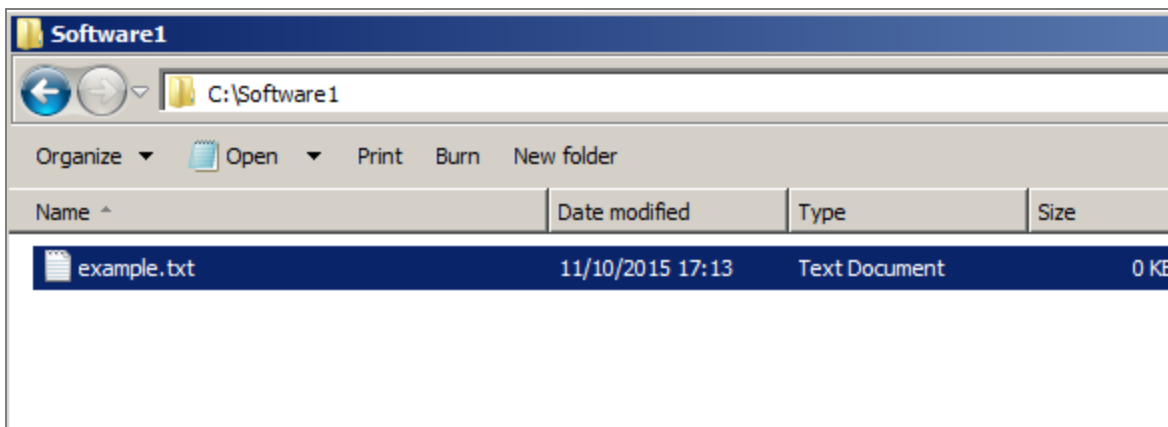 Software1
C:\Software1
Organize Open Print Burn New folder
Name Date modified Type Size
example.txt 11/10/2015 17:13 Text Document 0 KB